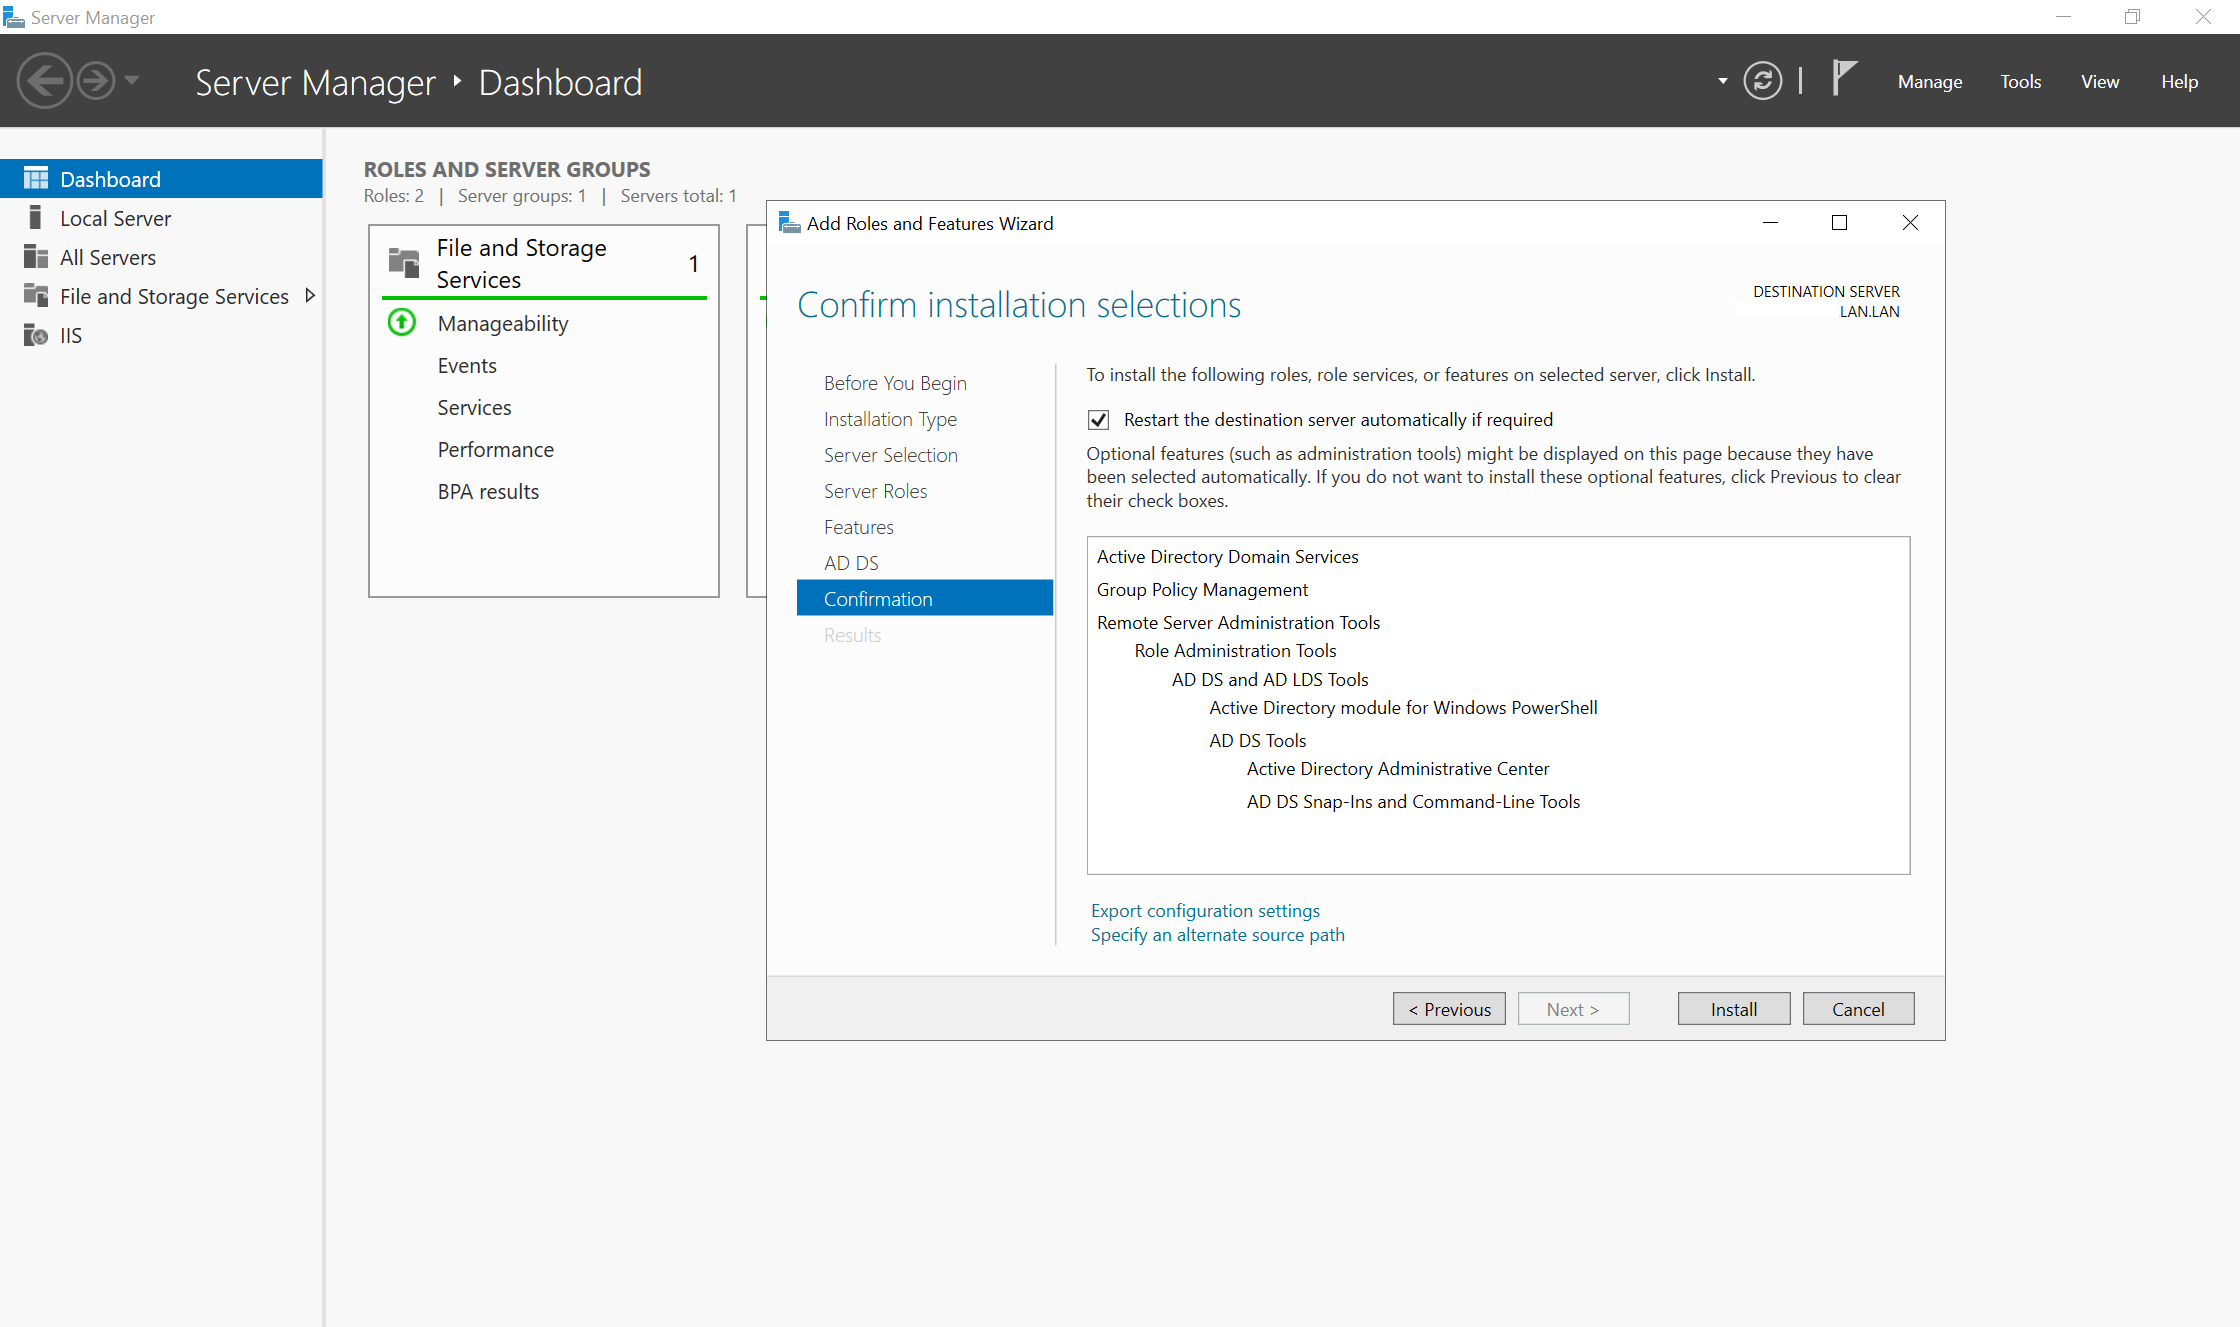 Server Manager
Server Manager ‣ Dashboard
Manage
Tools
View
Help
Dashboard
Local Server
All Servers
File and Storage Services
IIS
ROLES AND SERVER GROUPS
Roles: 2 | Server groups: 1 | Servers total: 1
File and Storage
Services
1
Manageability
Events
Services
Performance
BPA results
Add Roles and Features Wizard
Confirm installation selections
DESTINATION SERVER
LAN.LAN
Before You Begin
Installation Type
Server Selection
Server Roles
Features
AD DS
Confirmation
Results
To install the following roles, role services, or features on selected server, click Install.
Restart the destination server automatically if required
Optional features (such as administration tools) might be displayed on this page because they have
been selected automatically. If you do not want to install these optional features, click Previous to clear
their check boxes.
Active Directory Domain Services
Group Policy Management
Remote Server Administration Tools
Role Administration Tools
AD DS and AD LDS Tools
Active Directory module for Windows PowerShell
AD DS Tools
Active Directory Administrative Center
AD DS Snap-Ins and Command-Line Tools
Export configuration settings
Specify an alternate source path
< Previous
Next >
Install
Cancel